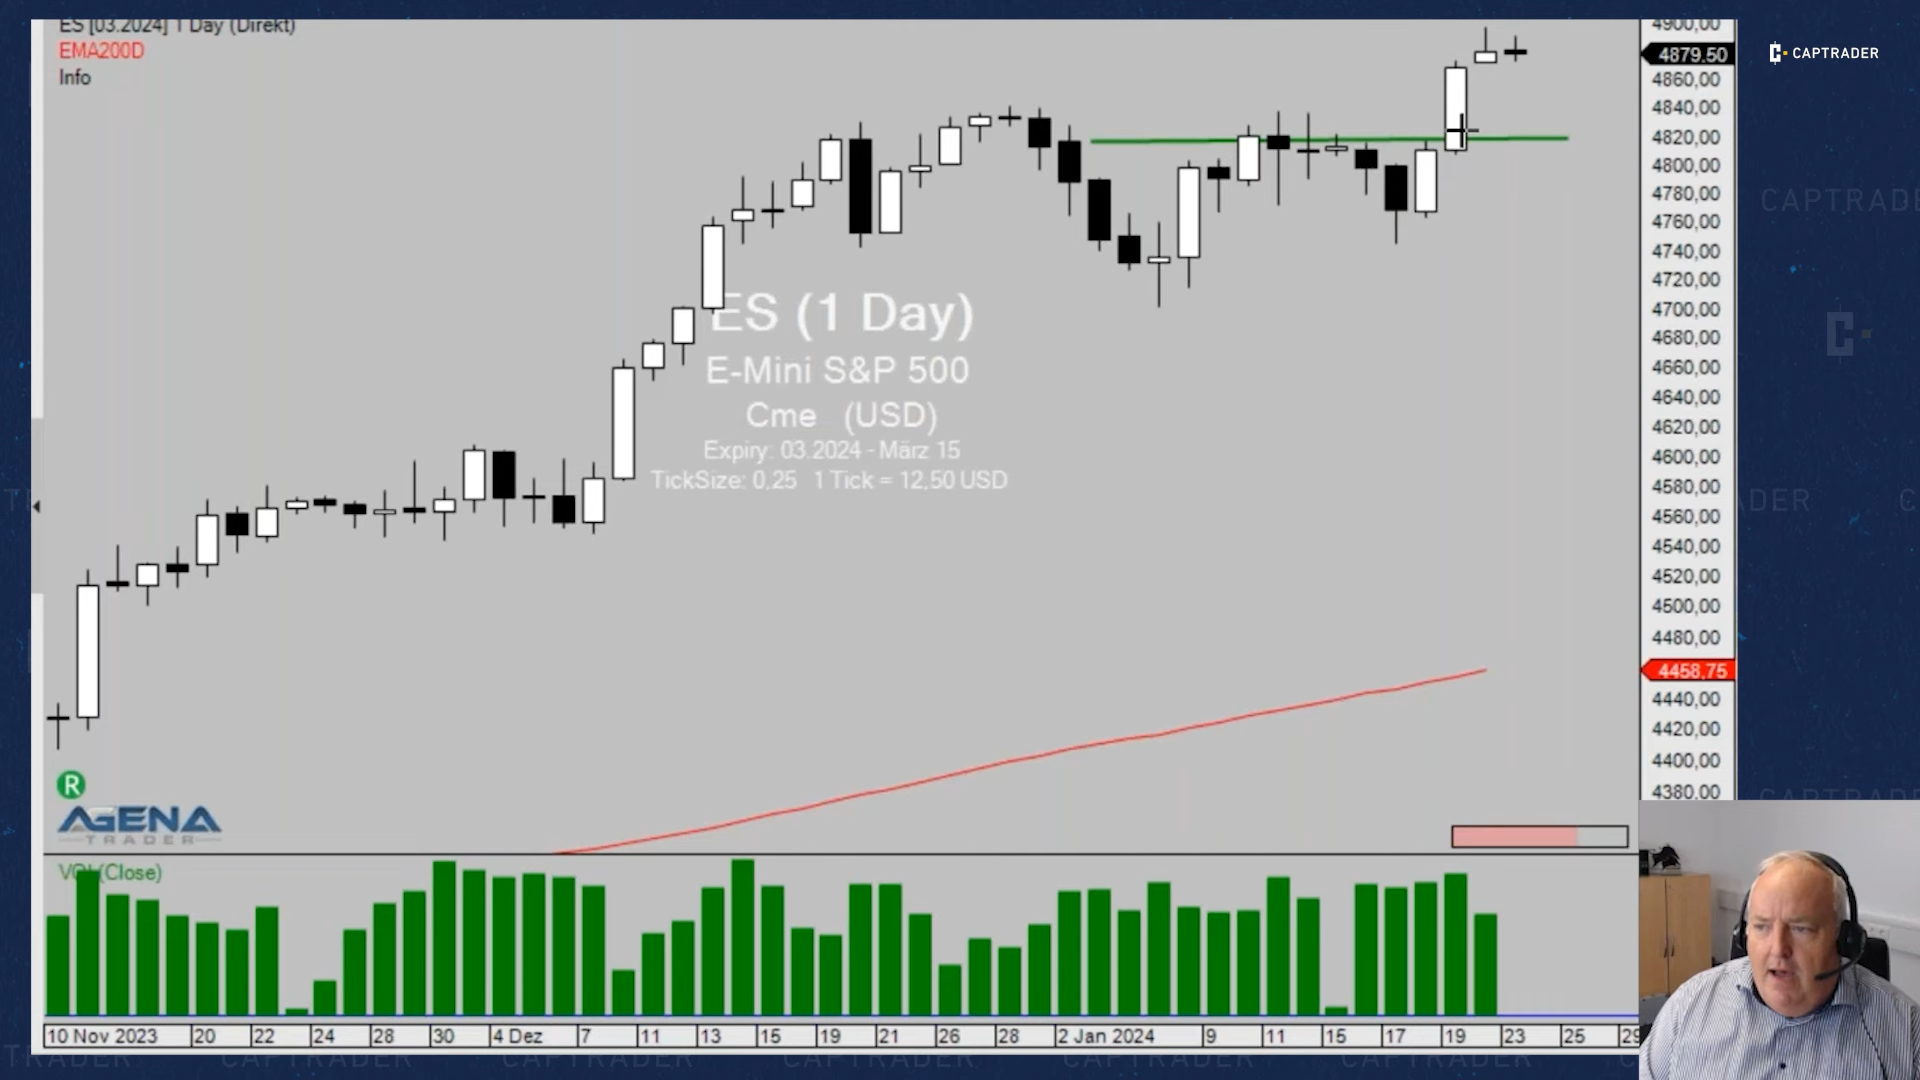 ES [03.2024] 1 Day (Direkt)
EMA200D
Info
4900,00
4879.50
4860,00
4840,00
4820,00
4800,00
4780,00
4760,00
4740,00
4720,00
4700,00
4680,00
4660,00
4640,00
4620,00
4600,00
4580,00
4560,00
4540,00
4520,00
4500,00
4480,00
4458,75
4440,00
4420,00
4400,00
4380,00
CAPTRADER
ES (1 Day)
E-Mini S&P 500
Cme (USD)
Expiry: 03.2024 - März 15
TickSize: 0,25 1 Tick = 12,50 USD
R
AGENA
TRADER
VOL(Close)
10 Nov 2023 20 22 24 28 30 4 Dez 7 11 13 15 19 21 26 28 2 Jan 2024 9 11 15 17 19 23 25 29